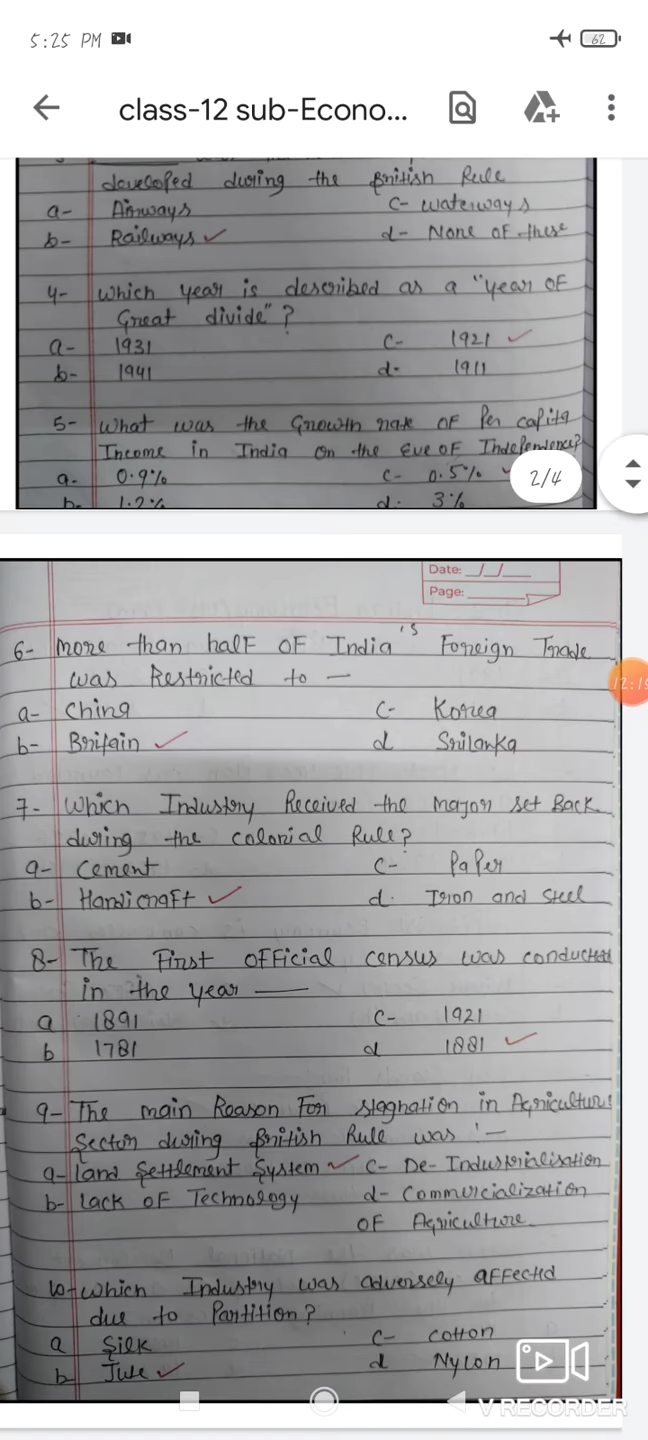 5:25 PM
62
class-12 sub-Econo...
developed during the British Rule
a- Airways c- waterways
b- Railways ✓ d- None of these
4- Which year is described as a "year of
Great divide"?
a- 1931 c- 1921 ✓
b- 1941 d- 1911
5- What was the Growth rate of Per capita
Income in India on the Eve of Independence?
a- 0.9% c- 0.5%
b- 1.2% d. 3%
2/4
Date:
Page:
6- More than half of India's Foreign Trade
was Restricted to —
12:1
a- China c- Korea
b- Britain ✓ d Srilanka
7- Which Industry Received the major set Back
during the colonial Rule?
a- Cement c- Paper
b- Handicraft ✓ d. Iron and Steel
8- The First official census was conducted
in the year —
a 1891 c- 1921
b 1781 d 1881 ✓
9- The main Reason For stagnation in Agriculture
Sector during British Rule was :—
a- land Settlement System ✓ c- De-Industrialisation
b- Lack of Technology d- Commercialization
of Agriculture
10- which Industry was adversely affected
due to Partition?
a Silk c- cotton
b Jute ✓ d Nylon
V RECORDER